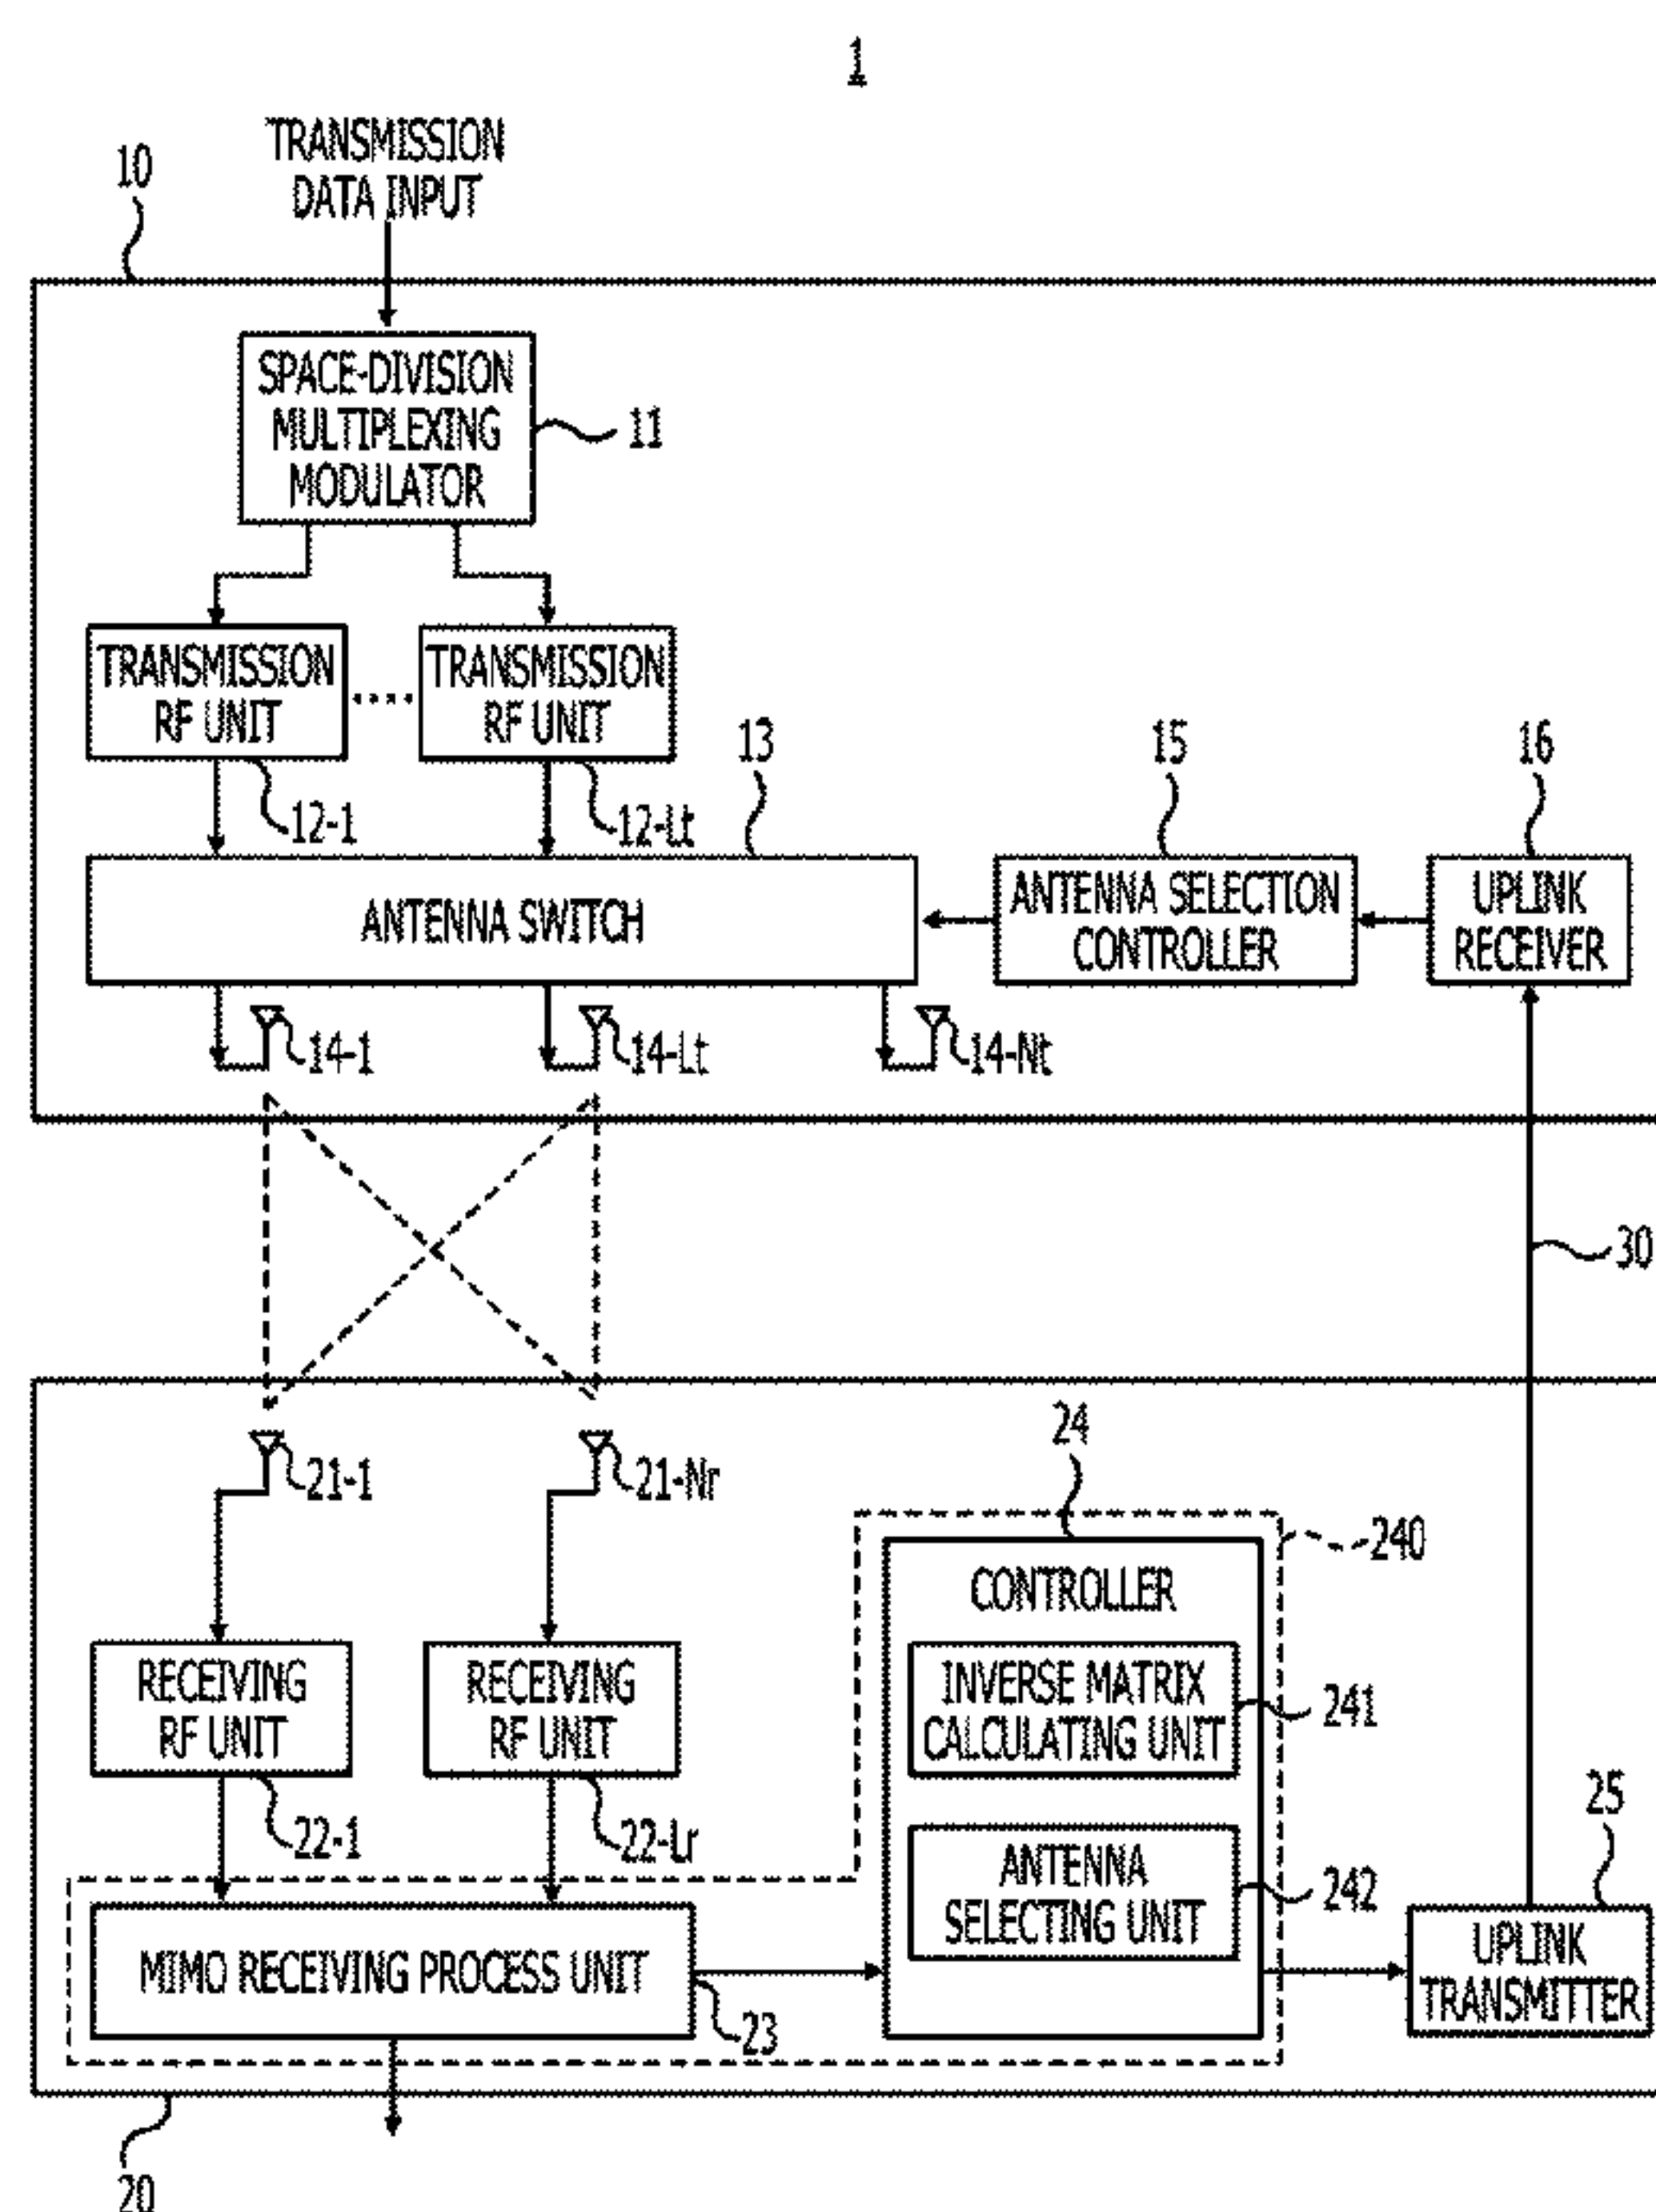 1
TRANSMISSION
DATA INPUT
10
SPACE-DIVISION
MULTIPLEXING
MODULATOR
11
TRANSMISSION
RF UNIT
....
TRANSMISSION
RF UNIT
12-1
12-Lt
13
15
16
ANTENNA SWITCH
ANTENNA SELECTION
CONTROLLER
UPLINK
RECEIVER
14-1
14-Lt
14-Nt
30
24
21-1
21-Nr
240
CONTROLLER
RECEIVING
RF UNIT
RECEIVING
RF UNIT
INVERSE MATRIX
CALCULATING UNIT
241
22-1
22-Lr
25
ANTENNA
SELECTING UNIT
242
MIMO RECEIVING PROCESS UNIT
23
UPLINK
TRANSMITTER
20